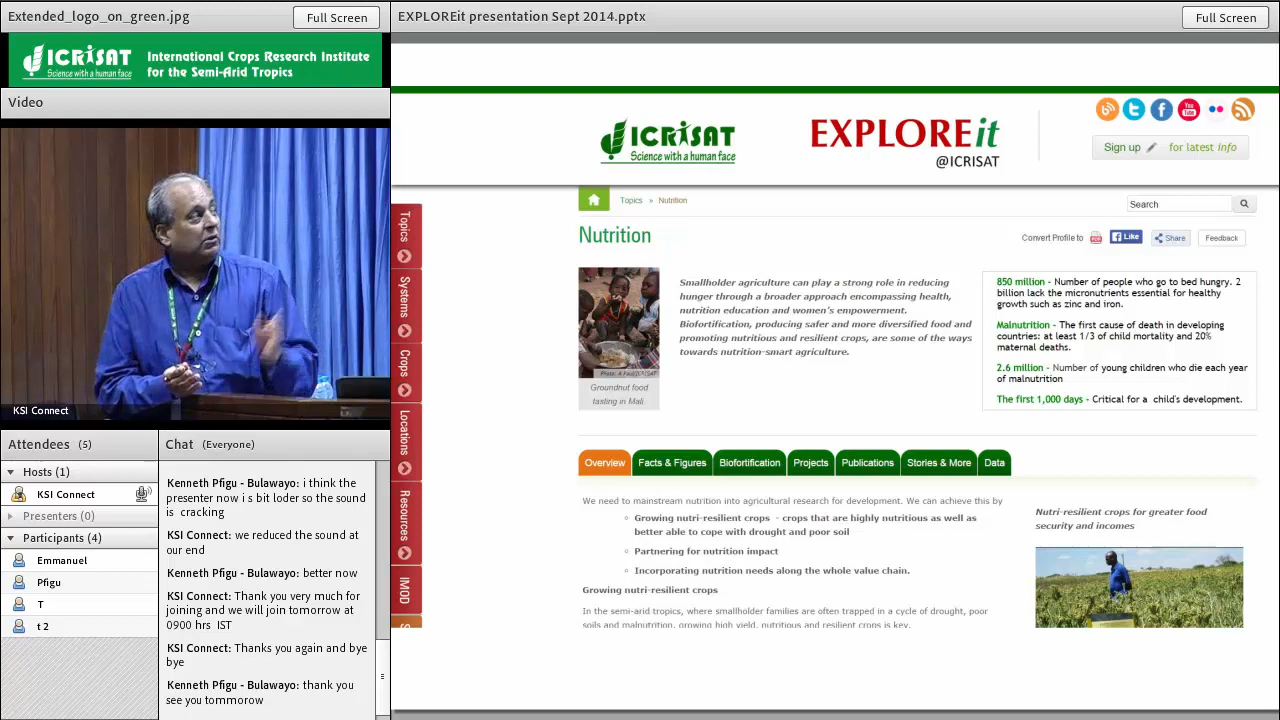 Extended_logo_on_green.jpg
Full Screen
ICRISAT
Science with a human face
International Crops Research Institute
for the Semi-Arid Tropics
Video
KSI Connect
Attendees (5)
Hosts (1)
KSI Connect
Presenters (0)
Participants (4)
Emmanuel
Pfigu
T
t 2
Chat (Everyone)
Kenneth Pfigu - Bulawayo: i think the
presenter now i s bit loder so the sound
is cracking
KSI Connect: we reduced the sound at
our end
Kenneth Pfigu - Bulawayo: better now
KSI Connect: Thank you very much for
joining and we will join tomorrow at
0900 hrs IST
KSI Connect: Thanks you again and bye
bye
Kenneth Pfigu - Bulawayo: thank you
see you tommorow
EXPLOREit presentation Sept 2014.pptx
Full Screen
ICRISAT
Science with a human face
EXPLOREit
@ICRISAT
You
Tube
Sign up for latest Info
Topics
Systems
Crops
Locations
Resources
IMOD
Topics » Nutrition
Search
Nutrition
Convert Profile to
Like
Share
Feedback
Groundnut food
tasting in Mali
Smallholder agriculture can play a strong role in reducing
hunger through a broader approach encompassing health,
nutrition education and women's empowerment.
Biofortification, producing safer and more diversified food and
promoting nutritious and resilient crops, are some of the ways
towards nutrition-smart agriculture.
850 million - Number of people who go to bed hungry. 2
billion lack the micronutrients essential for healthy
growth such as zinc and iron.
Malnutrition - The first cause of death in developing
countries: at least 1/3 of child mortality and 20%
maternal deaths.
2.6 million - Number of young children who die each year
of malnutrition
The first 1,000 days - Critical for a child's development.
Overview
Facts & Figures
Biofortification
Projects
Publications
Stories & More
Data
We need to mainstream nutrition into agricultural research for development. We can achieve this by
Growing nutri-resilient crops - crops that are highly nutritious as well as
better able to cope with drought and poor soil
Partnering for nutrition impact
Incorporating nutrition needs along the whole value chain.
Growing nutri-resilient crops
In the semi-arid tropics, where smallholder families are often trapped in a cycle of drought, poor
soils and malnutrition, growing high yield, nutritious and resilient crops is key.
Nutri-resilient crops for greater food
security and incomes